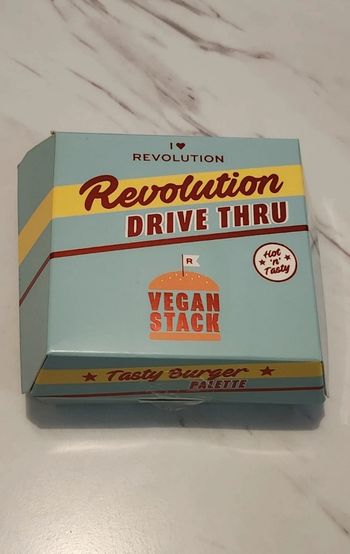 I ♥
REVOLUTION
Revolution
DRIVE THRU
Hot
'n'
Tasty
R
VEGAN
STACK
★ Tasty Burger ★
PALETTE